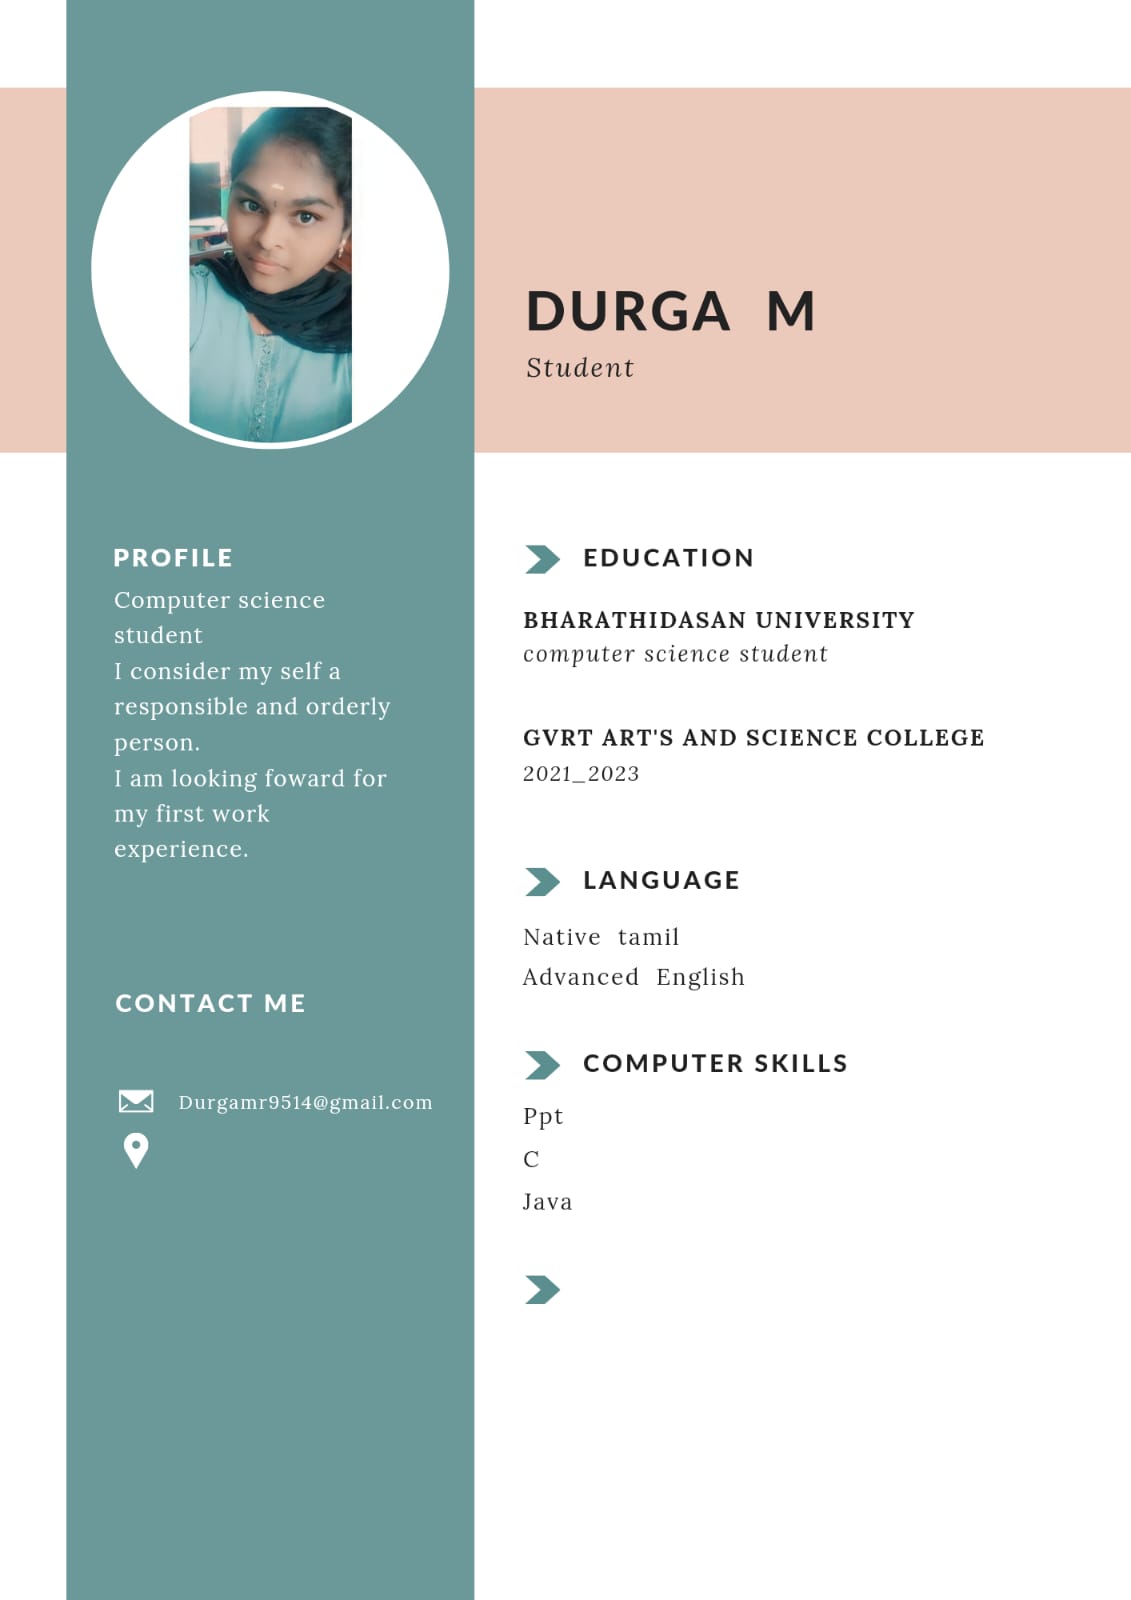 DURGA M
Student
PROFILE
Computer science
student
I consider my self a
responsible and orderly
person.
I am looking foward for
my first work
experience.
CONTACT ME
Durgamr9514@gmail.com
EDUCATION
BHARATHIDASAN UNIVERSITY
computer science student
GVRT ART'S AND SCIENCE COLLEGE
2021_2023
LANGUAGE
Native tamil
Advanced English
COMPUTER SKILLS
Ppt
C
Java